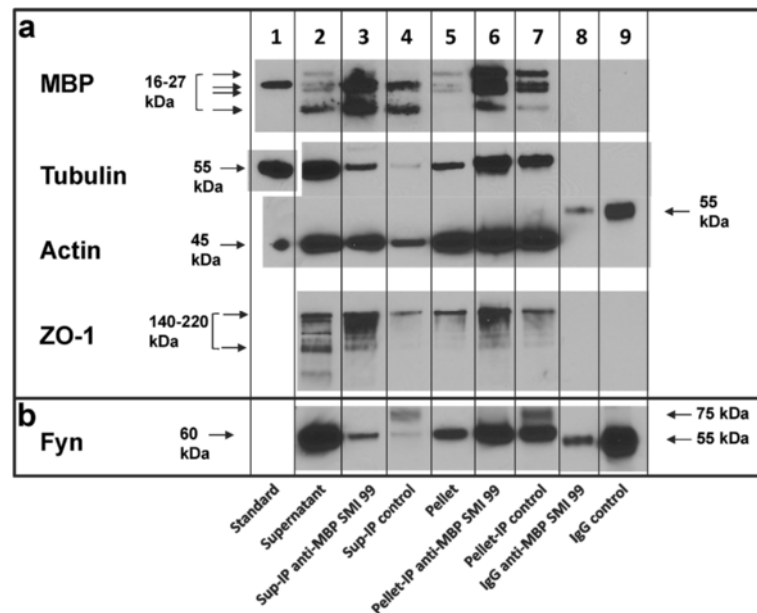 a
1 2 3 4 5 6 7 8 9
MBP
16-27
kDa
Tubulin
55
kDa
55
kDa
Actin
45
kDa
ZO-1
140-220
kDa
b
Fyn
60
kDa
75 kDa
55 kDa
Standard
Supernatant
Sup-IP anti-MBP SMI 99
Sup-IP control
Pellet
Pellet-IP anti-MBP SMI 99
Pellet-IP control
IgG anti-MBP SMI 99
IgG control